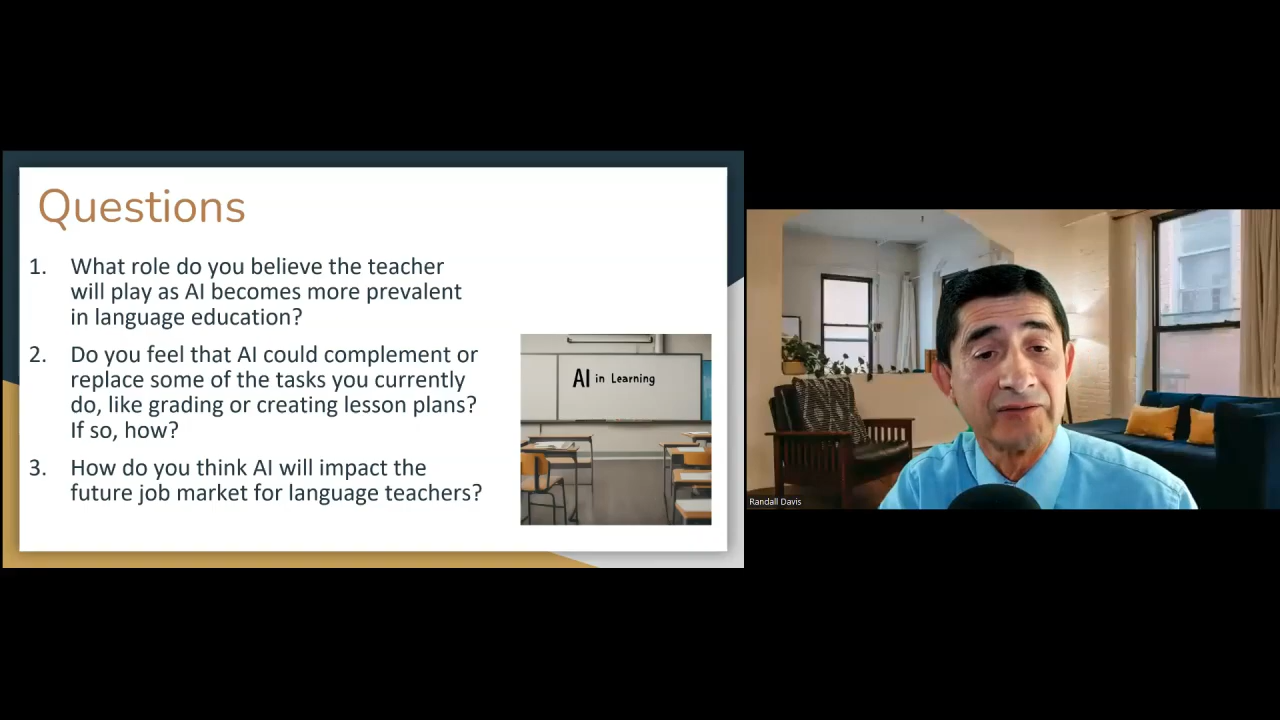 Questions
1. What role do you believe the teacher
will play as AI becomes more prevalent
in language education?
2. Do you feel that AI could complement or
replace some of the tasks you currently
do, like grading or creating lesson plans?
If so, how?
3. How do you think AI will impact the
future job market for language teachers?
AI in Learning
Randall Davis